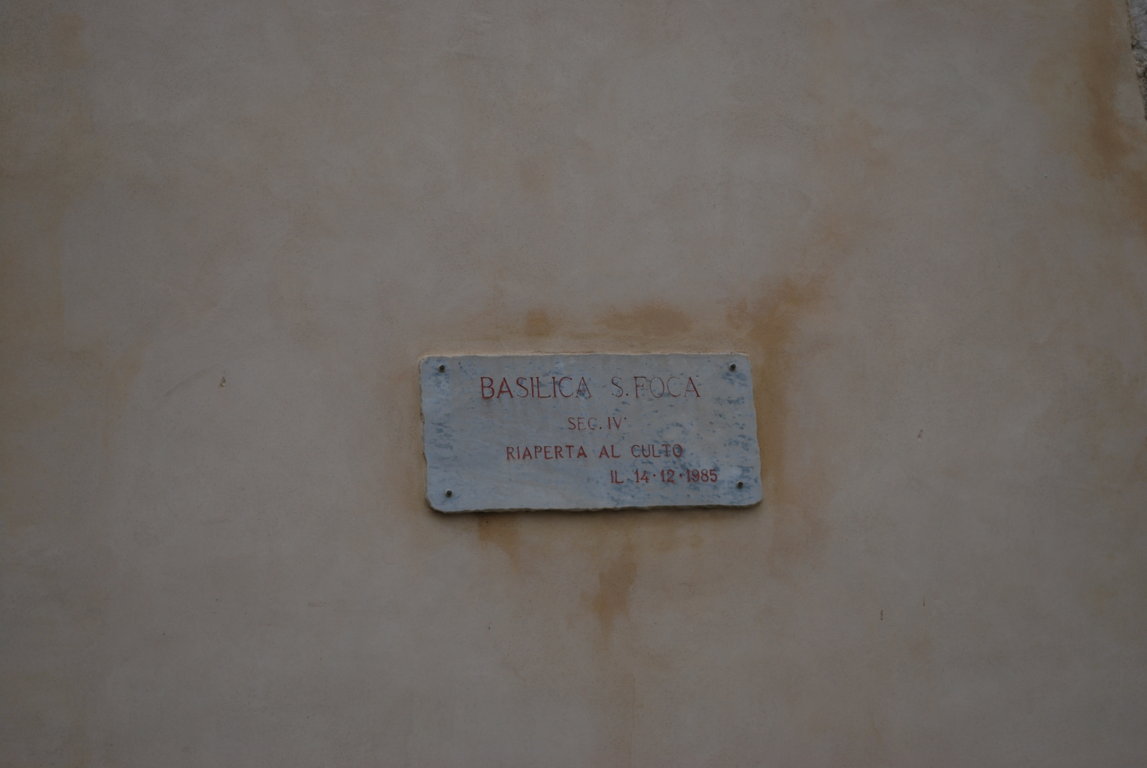 BASILICA S. FOCA
SEC. IV°
RIAPERTA AL CULTO
IL 14·12·1985